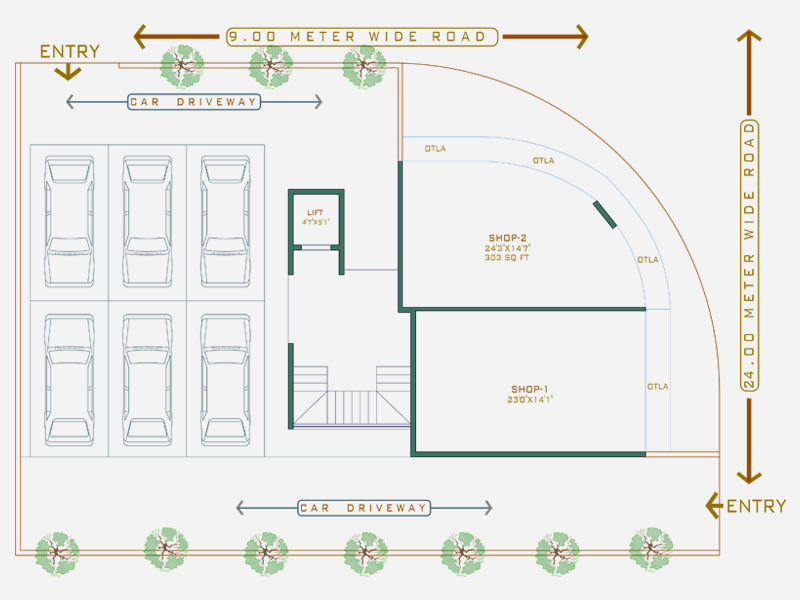 9.00 METER WIDE ROAD
ENTRY
CAR DRIVEWAY
OTLA
OTLA
24.00 METER WIDE ROAD
LIFT
4'7"X5'1"
SHOP-2
24'3"X14'7"
303 SQ FT
OTLA
SHOP-1
23'0"X14'1"
OTLA
CAR DRIVEWAY
ENTRY